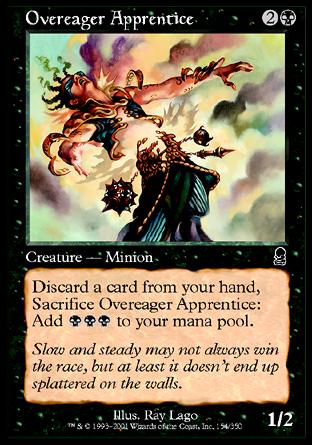 Overeager Apprentice 2
Creature — Minion
Discard a card from your hand,
Sacrifice Overeager Apprentice:
Add to your mana pool.
Slow and steady may not always win
the race, but at least it doesn't end up
splattered on the walls.
Illus. Ray Lago
™ & © 1993–2001 Wizards of the Coast, Inc. 154/350
1/2